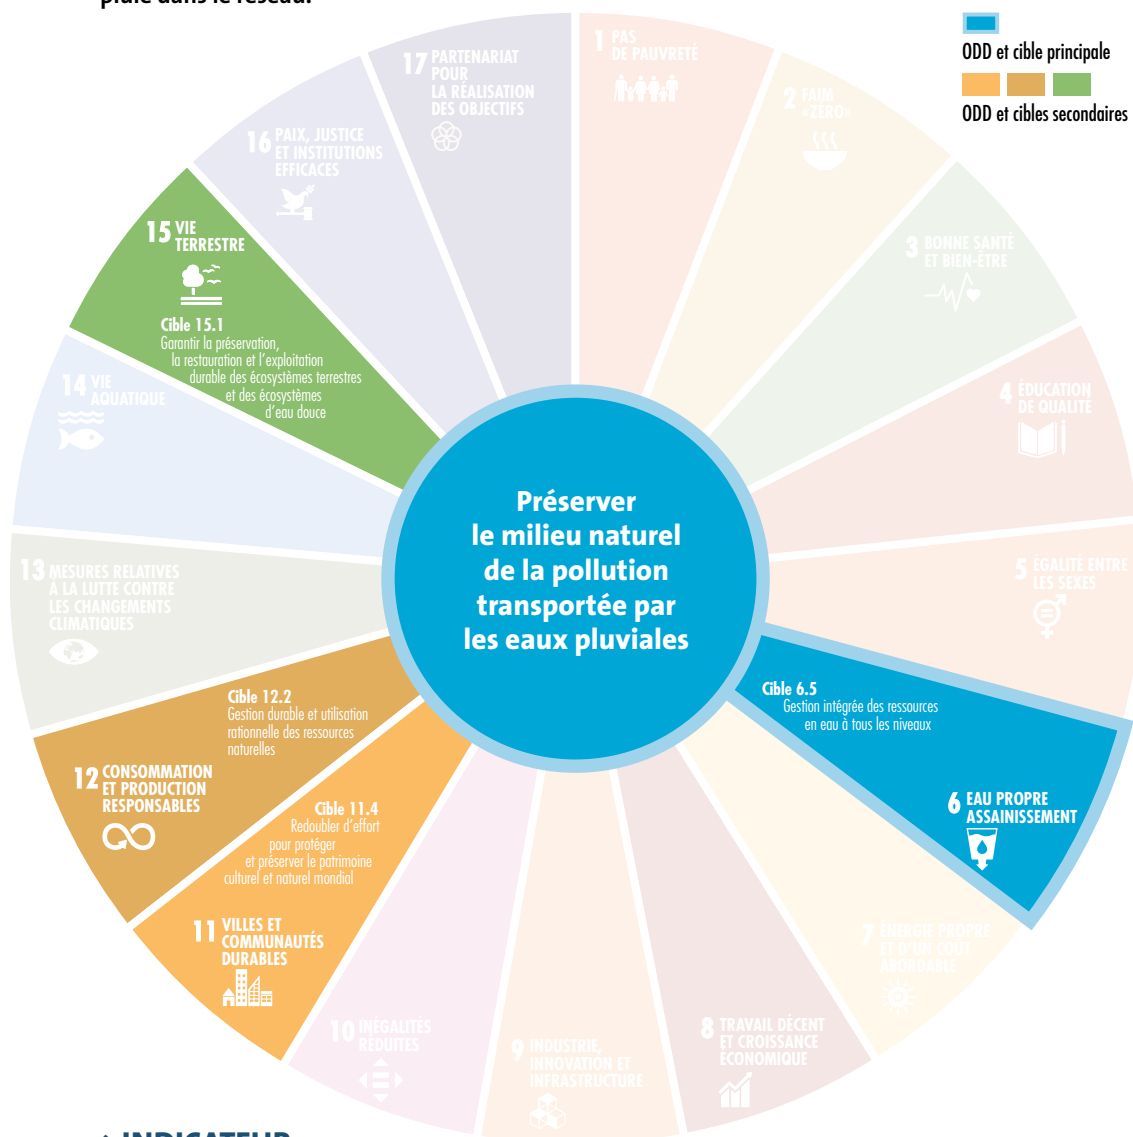 pluie dans le réseau.
ODD et cible principale
ODD et cibles secondaires
1 PAS
DE PAUVRETÉ
2 FAIM
«ZÉRO»
3 BONNE SANTÉ
ET BIEN-ÊTRE
4 ÉDUCATION
DE QUALITÉ
5 ÉGALITÉ ENTRE
LES SEXES
Cible 6.5
Gestion intégrée des ressources
en eau à tous les niveaux
6 EAU PROPRE
ASSAINISSEMENT
7 ÉNERGIE PROPRE
ET D'UN COÛT
ABORDABLE
8 TRAVAIL DÉCENT
ET CROISSANCE
ÉCONOMIQUE
9 INDUSTRIE,
INNOVATION ET
INFRASTRUCTURE
10 INÉGALITÉS
RÉDUITES
Cible 11.4
Redoubler d'effort
pour protéger
et préserver le patrimoine
culturel et naturel mondial
11 VILLES ET
COMMUNAUTÉS
DURABLES
Cible 12.2
Gestion durable et utilisation
rationnelle des ressources
naturelles
12 CONSOMMATION
ET PRODUCTION
RESPONSABLES
13 MESURES RELATIVES
À LA LUTTE CONTRE
LES CHANGEMENTS
CLIMATIQUES
14 VIE
AQUATIQUE
15 VIE
TERRESTRE
Cible 15.1
Garantir la préservation,
la restauration et l'exploitation
durable des écosystèmes terrestres
et des écosystèmes
d'eau douce
16 PAIX, JUSTICE
ET INSTITUTIONS
EFFICACES
17 PARTENARIAT
POUR
LA RÉALISATION
DES OBJECTIFS
Préserver
le milieu naturel
de la pollution
transportée par
les eaux pluviales
INDICATEUR